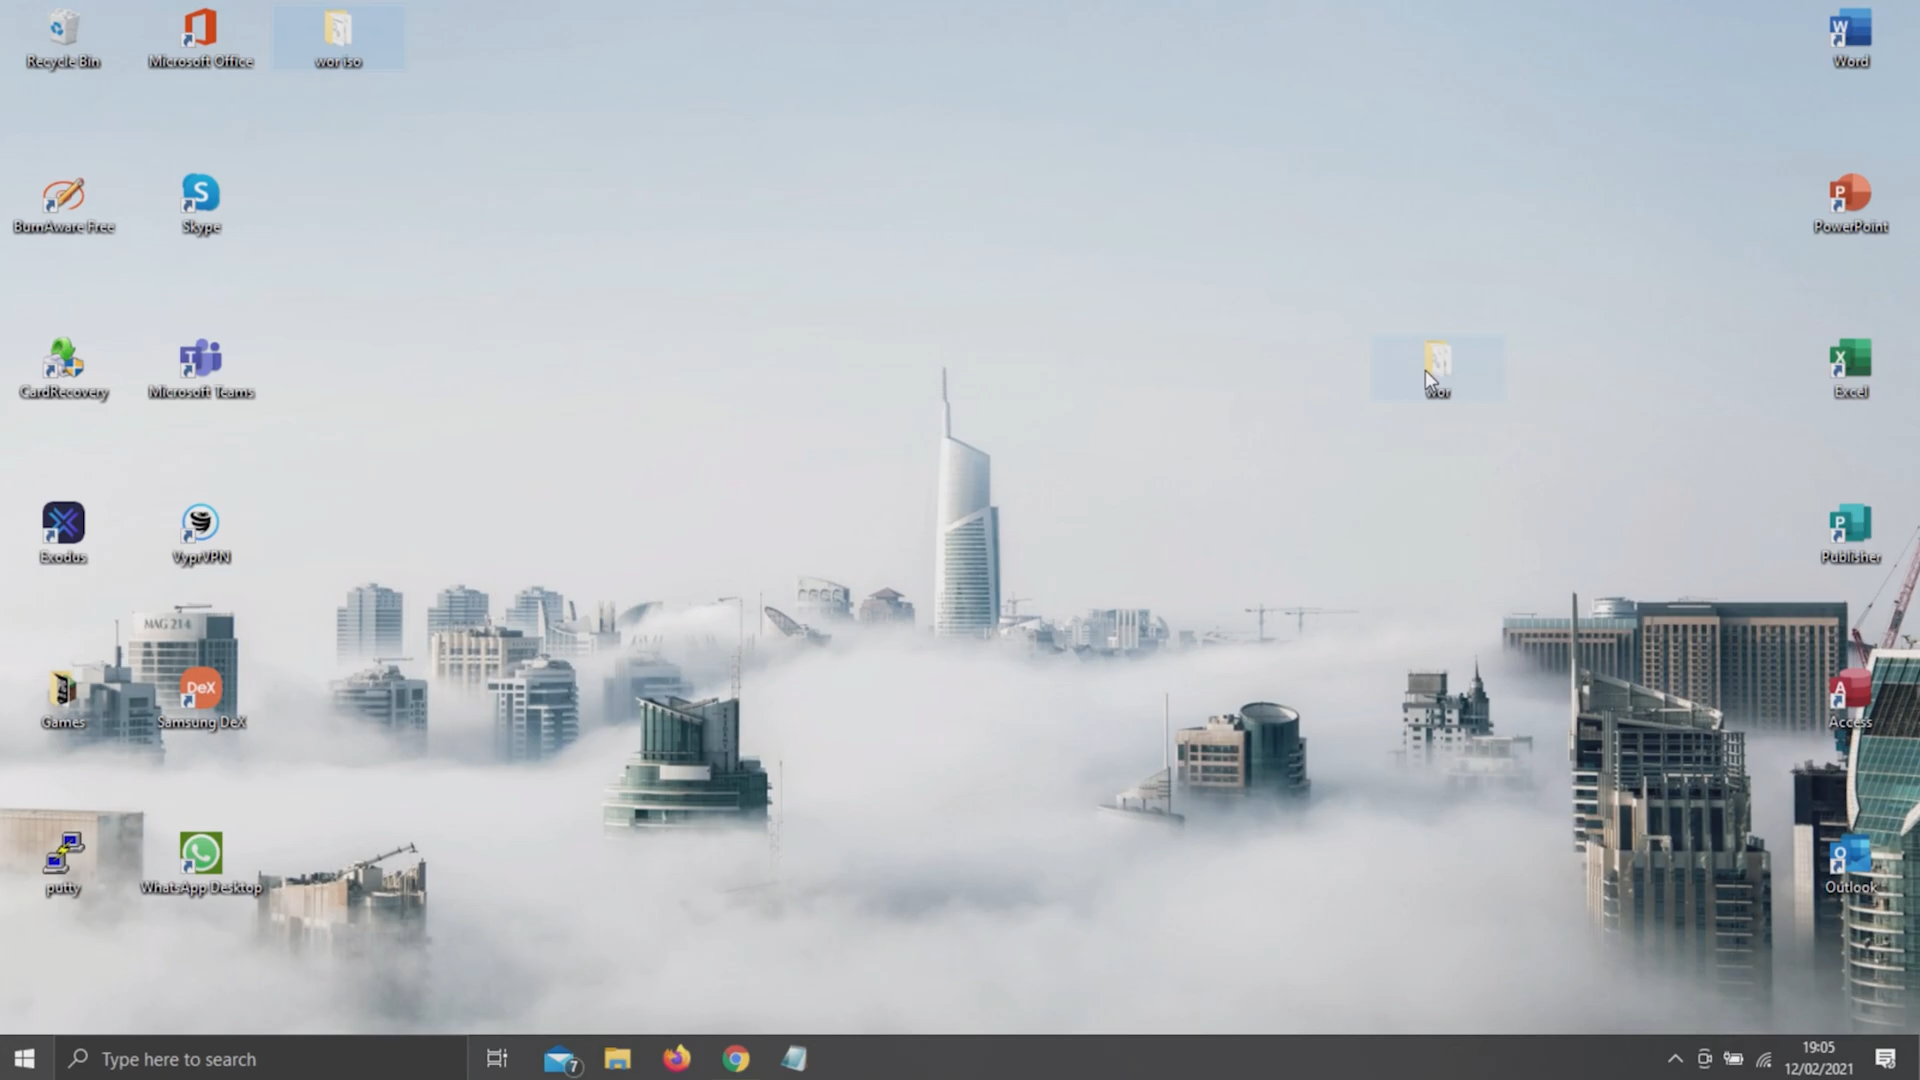 Recycle Bin
Microsoft Office
wor iso
Word
BurnAware Free
Skype
PowerPoint
CardRecovery
Microsoft Teams
wor
Excel
Exodus
VyprVPN
Publisher
MAG 214
Games
DeX
Samsung DeX
Access
putty
WhatsApp Desktop
Outlook
Type here to search
7
19:05
12/02/2021